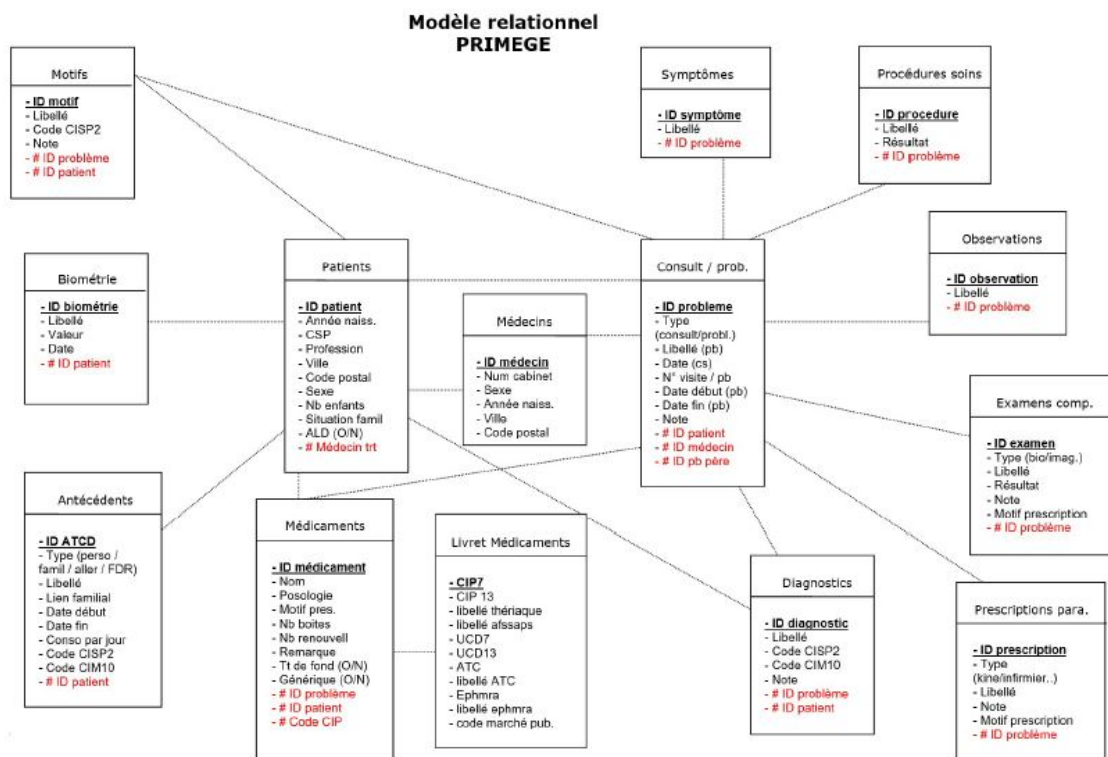 Modèle relationnel
PRIMEGE
Motifs
- ID motif
- Libellé
- Code CISP2
- Note
- # ID problème
- # ID patient
Symptômes
- ID symptôme
- Libellé
- # ID problème
Procédures soins
- ID procedure
- Libellé
- Résultat
- # ID problème
Biométrie
- ID biométrie
- Libellé
- Valeur
- Date
- # ID patient
Patients
- ID patient
- Année naiss.
- CSP
- Profession
- Ville
- Code postal
- Sexe
- Nb enfants
- Situation famil
- ALD (O/N)
- # Médecin trt
Médecins
- ID médecin
- Num cabinet
- Sexe
- Année naiss.
- Ville
- Code postal
Consult / prob.
- ID probleme
- Type
(consult/probl.)
- Libellé (pb)
- Date (cs)
- N° visite / pb
- Date début (pb)
- Date fin (pb)
- Note
- # ID patient
- # ID médecin
- # ID pb père
Observations
- ID observation
- Libellé
- # ID problème
Examens comp.
- ID examen
- Type (bio/imag.)
- Libellé
- Résultat
- Note
- Motif prescription
- # ID problème
Antécédents
- ID ATCD
- Type (perso /
famil / aller / FDR)
- Libellé
- Lien familial
- Date début
- Date fin
- Conso par jour
- Code CISP2
- Code CIM10
- # ID patient
Médicaments
- ID médicament
- Nom
- Posologie
- Motif pres.
- Nb boites
- Nb renouvell
- Remarque
- Tt de fond (O/N)
- Générique (O/N)
- # ID problème
- # ID patient
- # Code CIP
Livret Médicaments
- CIP7
- CIP 13
- libellé thériaque
- libellé afssaps
- UCD7
- UCD13
- ATC
- libellé ATC
- Ephmra
- libellé ephmra
- code marché pub.
Diagnostics
- ID diagnostic
- Libellé
- Code CISP2
- Code CIM10
- Note
- # ID problème
- # ID patient
Prescriptions para.
- ID prescription
- Type
(kine/infirmier..)
- Libellé
- Note
- Motif prescription
- # ID problème